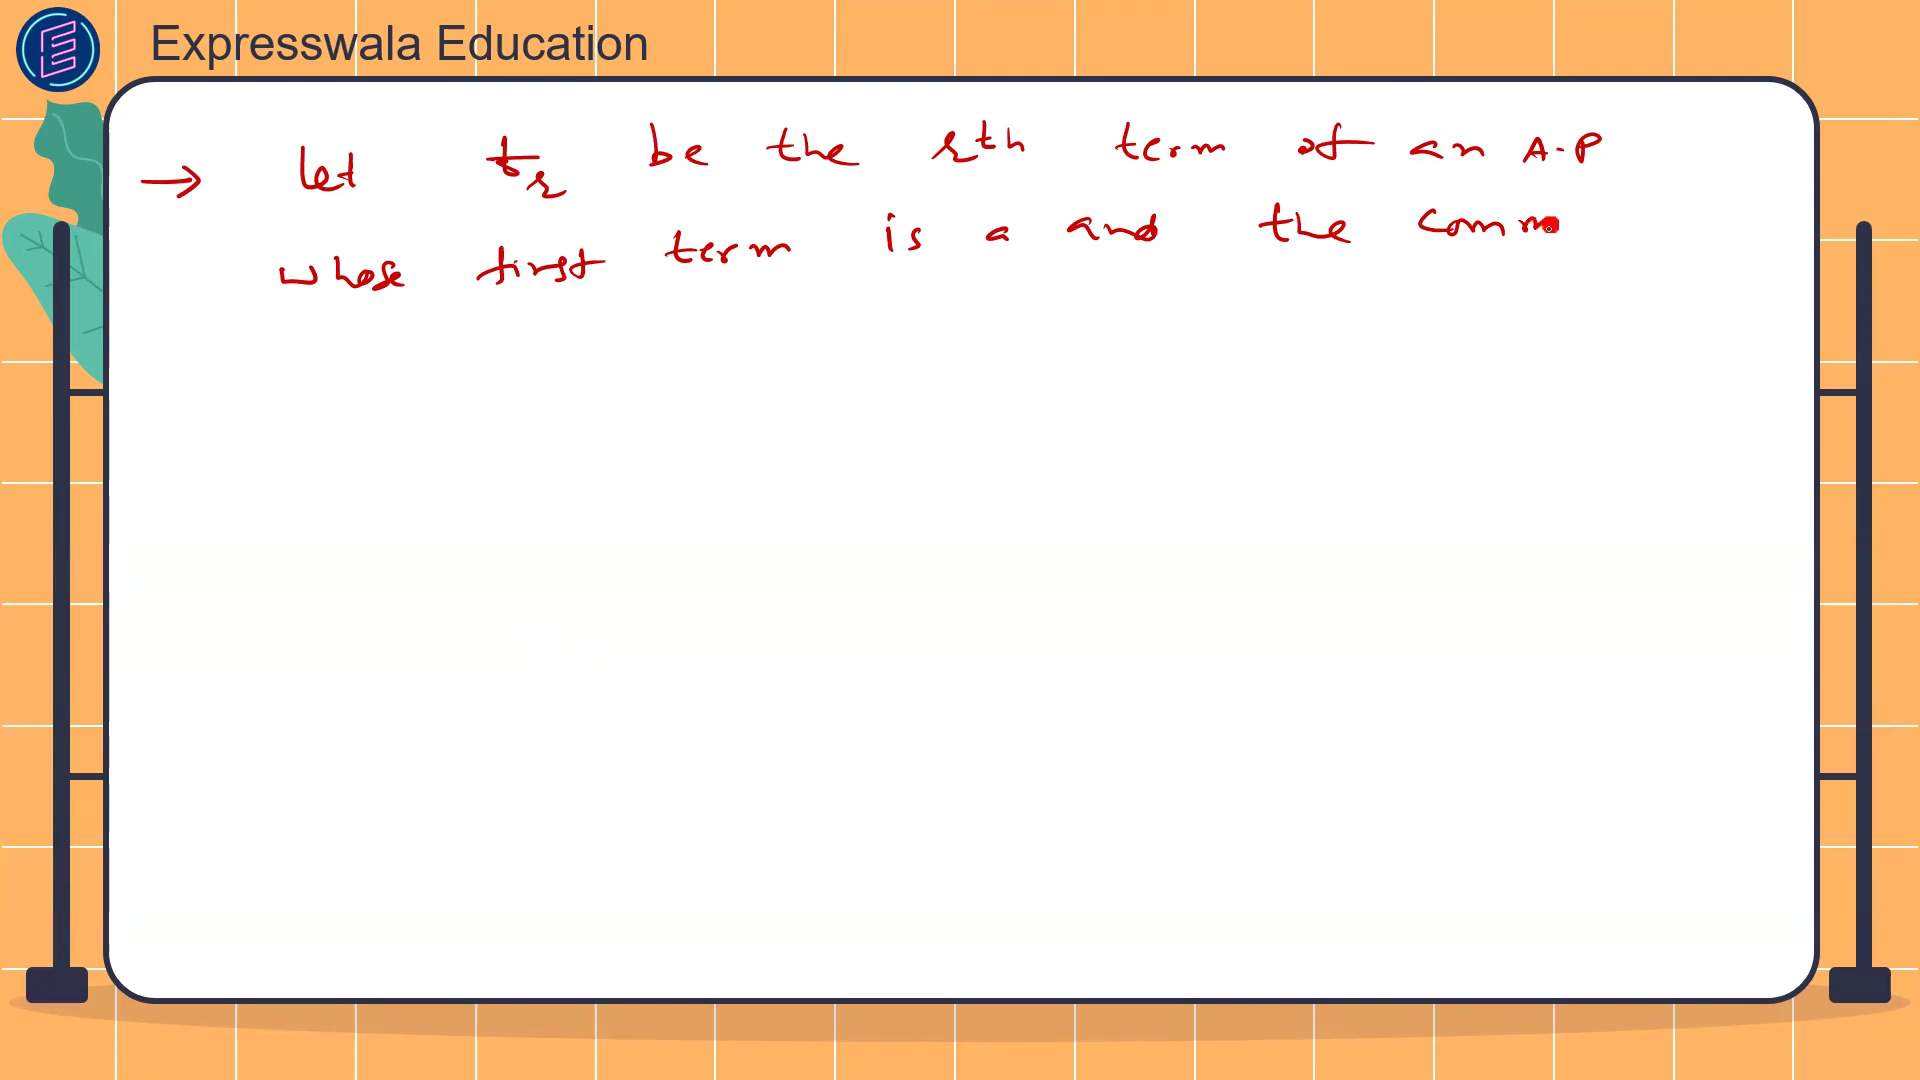 Expresswala Education
→ let t_r be the rth term of an A.P
whose first term is a and the comm